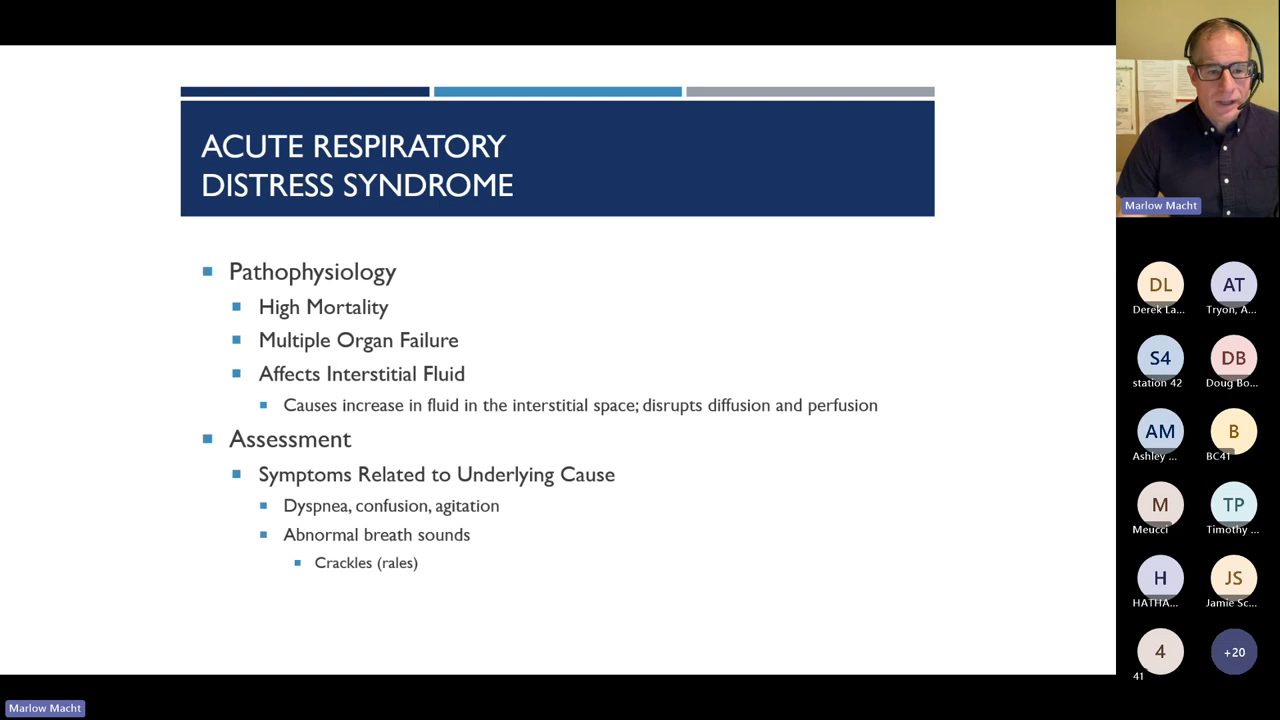 ACUTE RESPIRATORY
DISTRESS SYNDROME
Pathophysiology
High Mortality
Multiple Organ Failure
Affects Interstitial Fluid
Causes increase in fluid in the interstitial space; disrupts diffusion and perfusion
Assessment
Symptoms Related to Underlying Cause
Dyspnea, confusion, agitation
Abnormal breath sounds
Crackles (rales)
Marlow Macht
DL
AT
Derek La...
Tryon, A...
S4
DB
station 42
Doug Bo...
AM
B
Ashley ...
BC41
M
TP
Meucci
Timothy ...
H
JS
HATHA...
Jamie Sc...
4
+20
41
Marlow Macht